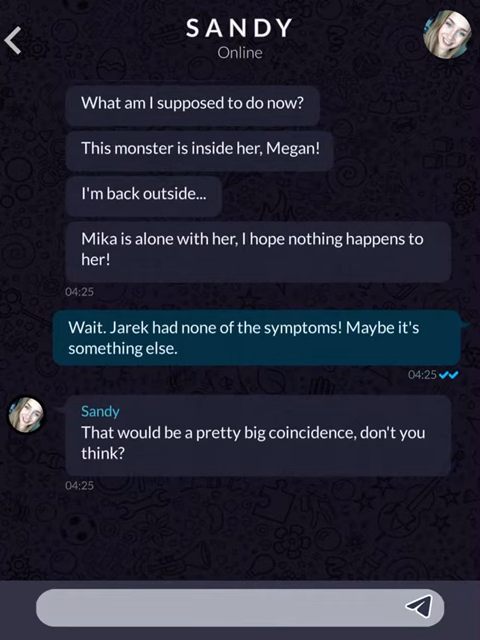 SANDY
Online
What am I supposed to do now?
This monster is inside her, Megan!
I'm back outside...
Mika is alone with her, I hope nothing happens to
her!
04:25
Wait. Jarek had none of the symptoms! Maybe it's
something else.
04:25
Sandy
That would be a pretty big coincidence, don't you
think?
04:25